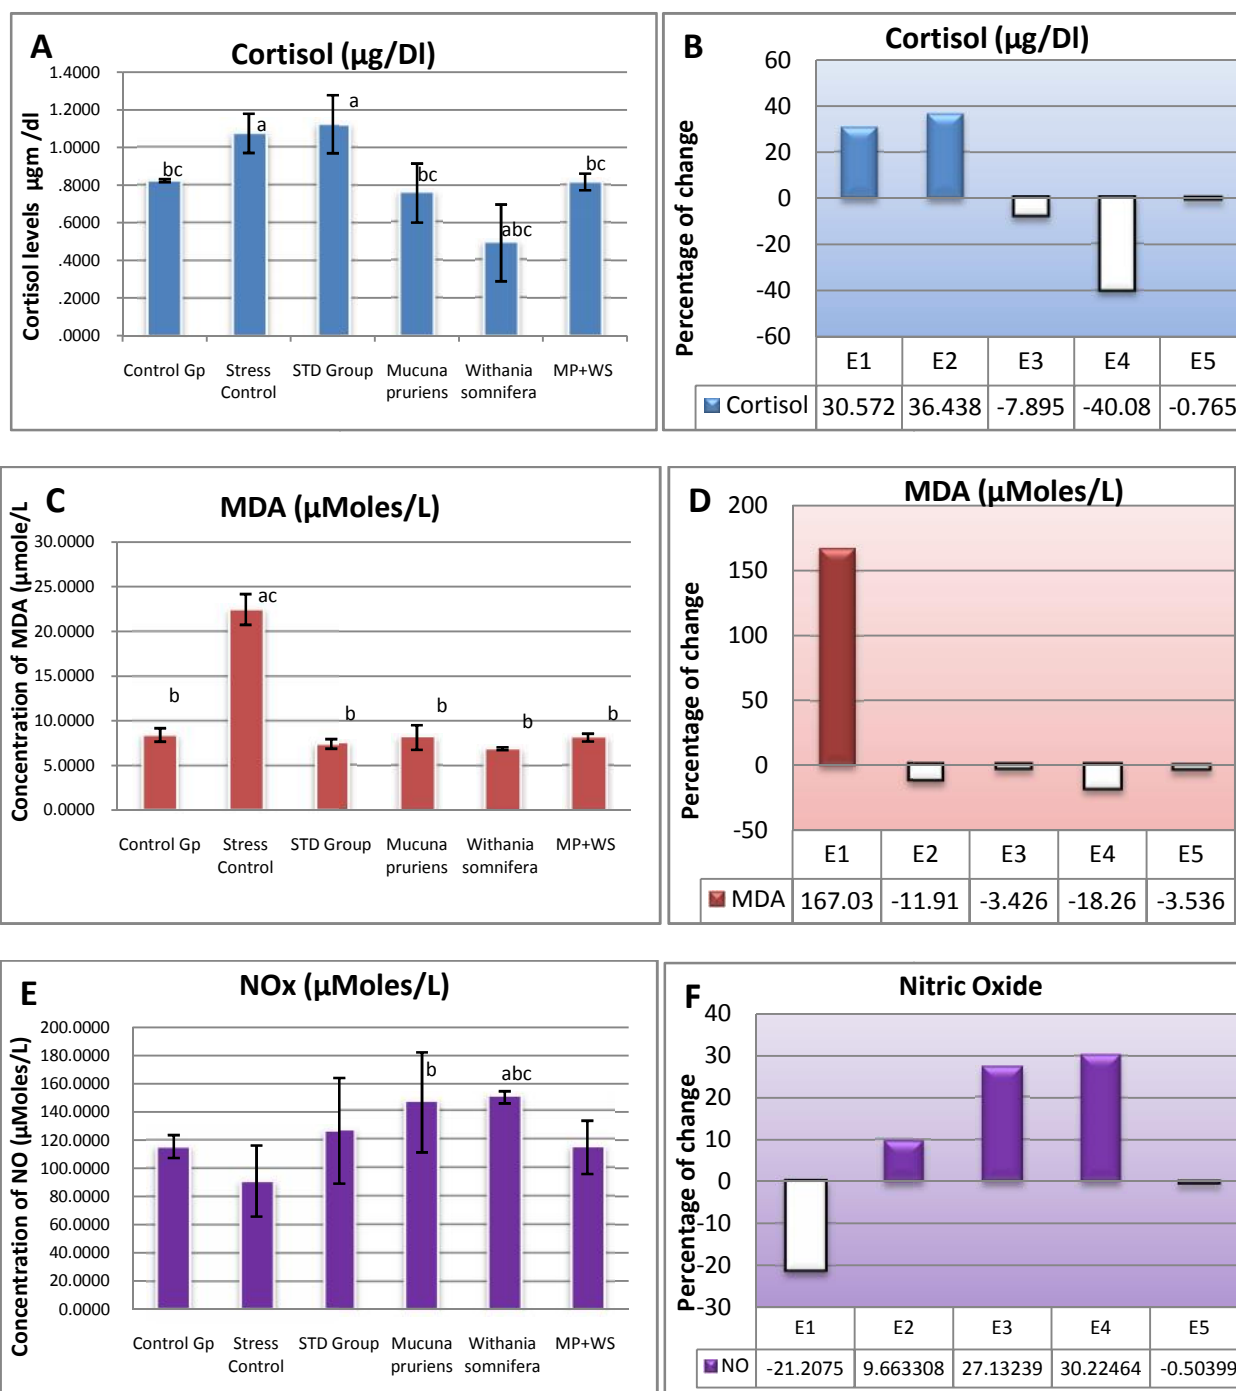 A
Cortisol (µg/Dl)
Cortisol levels µgm /dl
1.4000
1.2000
1.0000
.8000
.6000
.4000
.2000
.0000
bc
a
a
bc
abc
bc
Control Gp
Stress Control
STD Group
Mucuna pruriens
Withania somnifera
MP+WS
B
Cortisol (µg/Dl)
Percentage of change
60
40
20
0
-20
-40
-60
E1 E2 E3 E4 E5
Cortisol 30.572 36.438 -7.895 -40.08 -0.765
C
MDA (µMoles/L)
Concentration of MDA (µmole/L
30.0000
25.0000
20.0000
15.0000
10.0000
5.0000
0.0000
b
ac
b
b
b
b
Control Gp
Stress Control
STD Group
Mucuna pruriens
Withania somnifera
MP+WS
D
MDA (µMoles/L)
Percentage of change
200
150
100
50
0
-50
E1 E2 E3 E4 E5
MDA 167.03 -11.91 -3.426 -18.26 -3.536
E
NOx (µMoles/L)
Concentration of NO (µMoles/L)
200.0000
180.0000
160.0000
140.0000
120.0000
100.0000
80.0000
60.0000
40.0000
20.0000
0.0000
b
abc
Control Gp
Stress Control
STD Group
Mucuna pruriens
Withania somnifera
MP+WS
F
Nitric Oxide
Percentage of change
40
30
20
10
0
-10
-20
-30
E1 E2 E3 E4 E5
NO -21.2075 9.663308 27.13239 30.22464 -0.50399